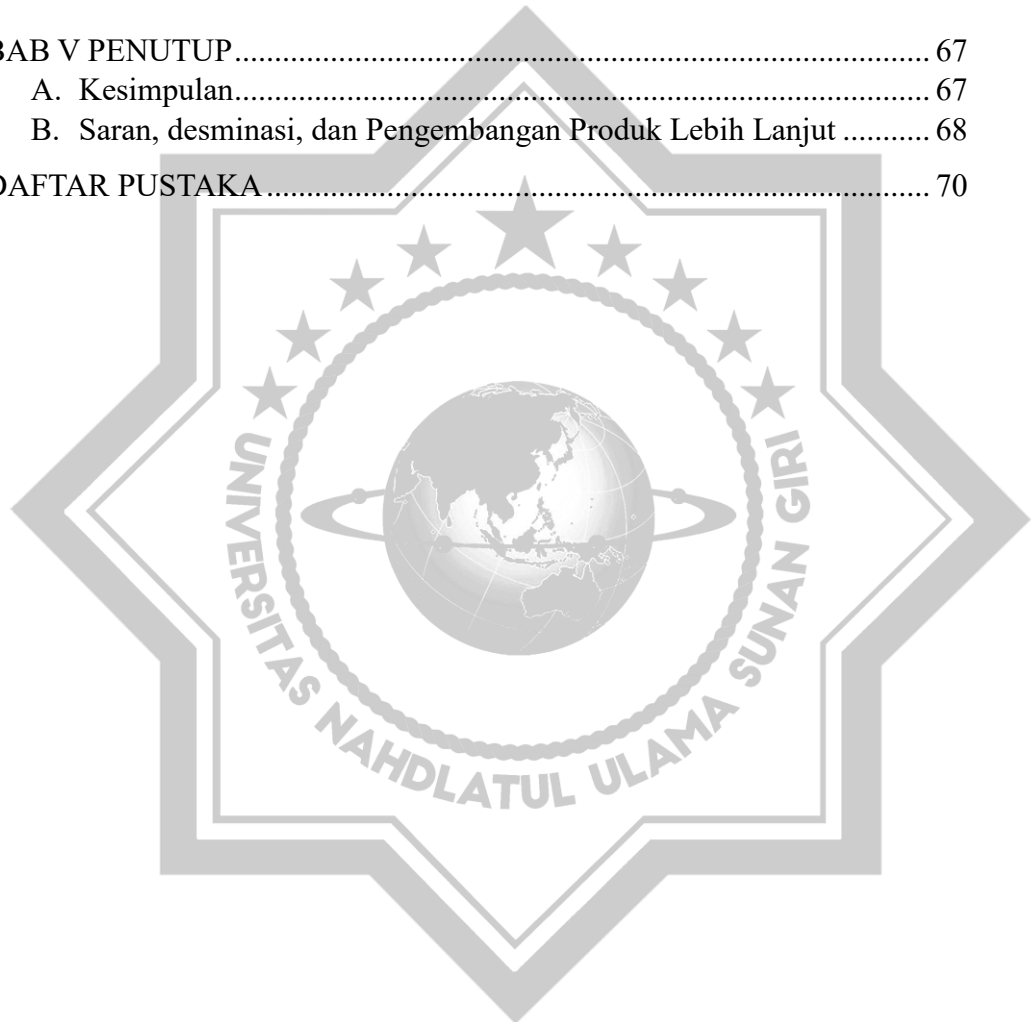 BAB V PENUTUP.................................................................................... 67
A. Kesimpulan.................................................................................... 67
B. Saran, desminasi, dan Pengembangan Produk Lebih Lanjut ........... 68
DAFTAR PUSTAKA................................................................................ 70
UNIVERSITAS NAHDLATUL ULAMA SUNAN GIRI